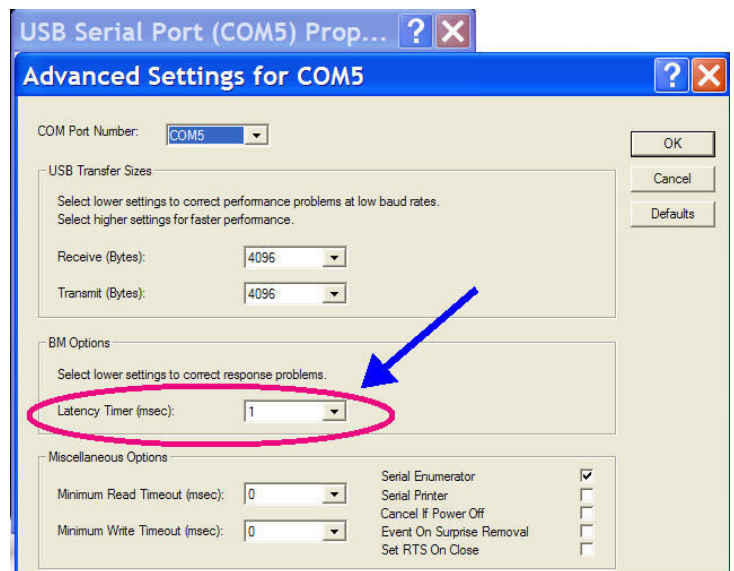 USB Serial Port (COM5) Prop...
Advanced Settings for COM5
COM Port Number: COM5
OK
Cancel
Defaults
USB Transfer Sizes
Select lower settings to correct performance problems at low baud rates.
Select higher settings for faster performance.
Receive (Bytes): 4096
Transmit (Bytes): 4096
BM Options
Select lower settings to correct response problems.
Latency Timer (msec): 1
Miscellaneous Options
Minimum Read Timeout (msec): 0
Minimum Write Timeout (msec): 0
Serial Enumerator
Serial Printer
Cancel If Power Off
Event On Surprise Removal
Set RTS On Close